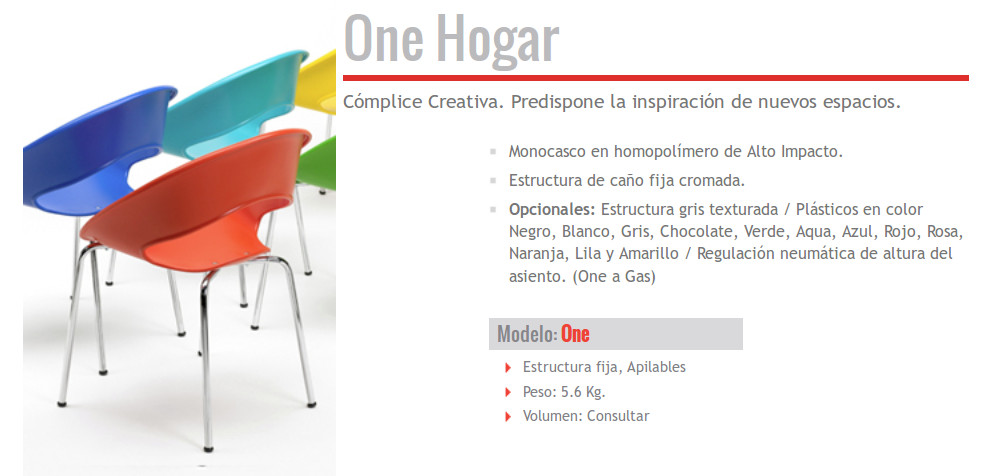 One Hogar
Cómplice Creativa. Predispone la inspiración de nuevos espacios.
Monocasco en homopolímero de Alto Impacto.
Estructura de caño fija cromada.
Opcionales: Estructura gris texturada / Plásticos en color
Negro, Blanco, Gris, Chocolate, Verde, Aqua, Azul, Rojo, Rosa,
Naranja, Lila y Amarillo / Regulación neumática de altura del
asiento. (One a Gas)
Modelo: One
Estructura fija, Apilables
Peso: 5.6 Kg.
Volumen: Consultar